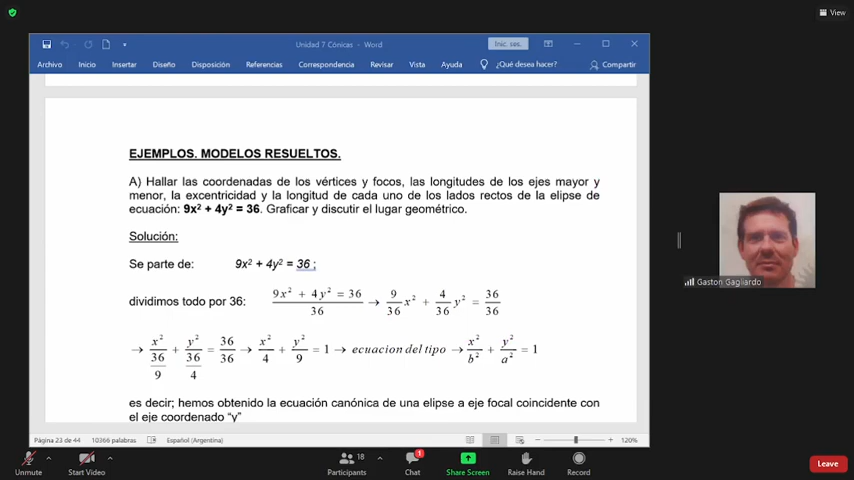 View
Unidad 7 Cónicas - Word
Inic. ses.
Archivo Inicio Insertar Diseño Disposición Referencias Correspondencia Revisar Vista Ayuda ¿Qué desea hacer? Compartir
EJEMPLOS. MODELOS RESUELTOS.
A) Hallar las coordenadas de los vértices y focos, las longitudes de los ejes mayor y
menor, la excentricidad y la longitud de cada uno de los lados rectos de la elipse de
ecuación: 9x² + 4y² = 36. Graficar y discutir el lugar geométrico.
Solución:
Se parte de: 9x² + 4y² = 36 ;
dividimos todo por 36: (9x² + 4y² = 36)/36 → 9/36 x² + 4/36 y² = 36/36
→ x²/(36/9) + y²/(36/4) = 36/36 → x²/4 + y²/9 = 1 → ecuacion del tipo → x²/b² + y²/a² = 1
es decir; hemos obtenido la ecuación canónica de una elipse a eje focal coincidente con
el eje coordenado “y”
Gaston Gagliardo
Página 23 de 44 10366 palabras Español (Argentina) 120%
Unmute Start Video Participants 18 Chat 1 Share Screen Raise Hand Record Leave